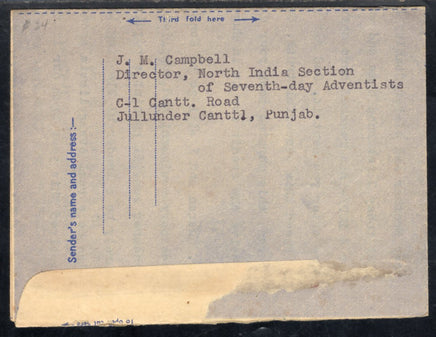 Third fold here
J. M. Campbell
Director, North India Section
of Seventh-day Adventists
C-1 Cantt. Road
Jullunder Canttl, Punjab.
Sender's name and address :—